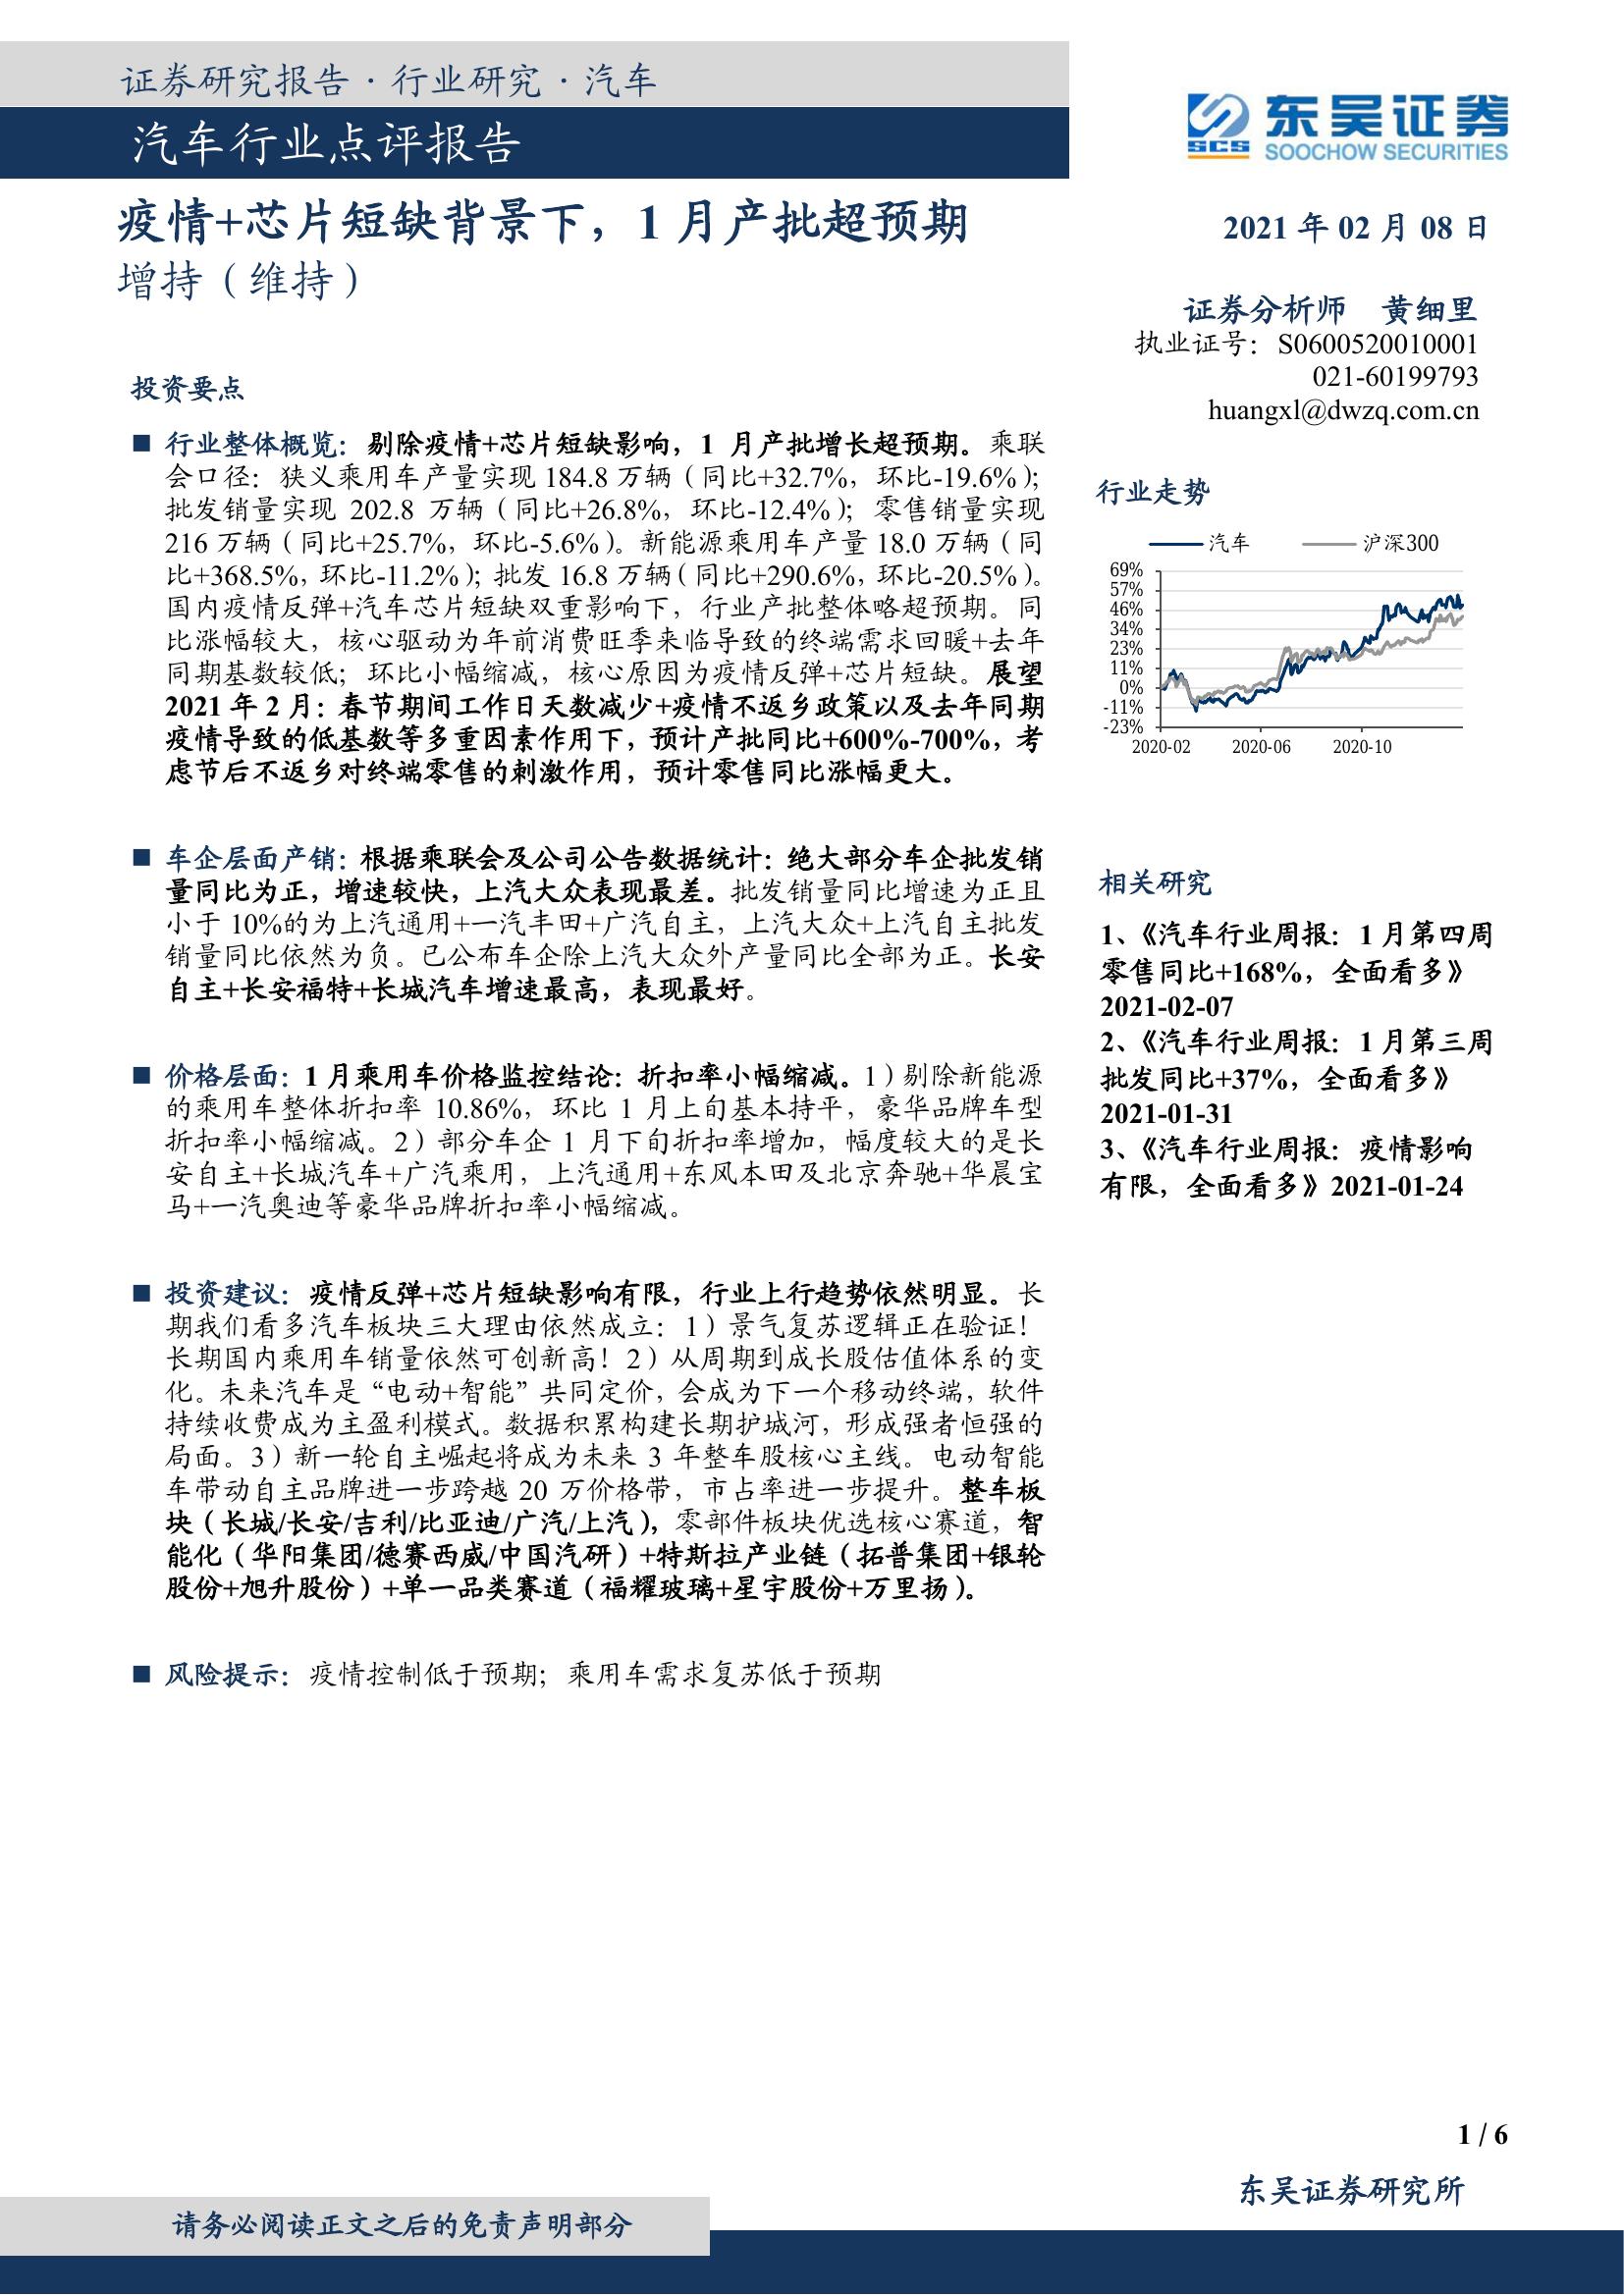 证券研究报告·行业研究·汽车
汽车行业点评报告
SCS
东吴证券
SOOCHOW SECURITIES
疫情+芯片短缺背景下，1 月产批超预期
增持（维持）
2021 年 02 月 08 日
证券分析师 黄细里
执业证号：S0600520010001
021-60199793
huangxl@dwzq.com.cn
投资要点
■ 行业整体概览：剔除疫情+芯片短缺影响，1 月产批增长超预期。乘联
会口径：狭义乘用车产量实现 184.8 万辆（同比+32.7%，环比-19.6%）；
批发销量实现 202.8 万辆（同比+26.8%，环比-12.4%）；零售销量实现
216 万辆（同比+25.7%，环比-5.6%）。新能源乘用车产量 18.0 万辆（同
比+368.5%，环比-11.2%）；批发 16.8 万辆（同比+290.6%，环比-20.5%）。
国内疫情反弹+汽车芯片短缺双重影响下，行业产批整体略超预期。同
比涨幅较大，核心驱动为年前消费旺季来临导致的终端需求回暖+去年
同期基数较低；环比小幅缩减，核心原因为疫情反弹+芯片短缺。展望
2021 年 2 月：春节期间工作日天数减少+疫情不返乡政策以及去年同期
疫情导致的低基数等多重因素作用下，预计产批同比+600%-700%，考
虑节后不返乡对终端零售的刺激作用，预计零售同比涨幅更大。
■ 车企层面产销：根据乘联会及公司公告数据统计：绝大部分车企批发销
量同比为正，增速较快，上汽大众表现最差。批发销量同比增速为正且
小于 10%的为上汽通用+一汽丰田+广汽自主，上汽大众+上汽自主批发
销量同比依然为负。已公布车企除上汽大众外产量同比全部为正。长安
自主+长安福特+长城汽车增速最高，表现最好。
■ 价格层面：1 月乘用车价格监控结论：折扣率小幅缩减。1）剔除新能源
的乘用车整体折扣率 10.86%，环比 1 月上旬基本持平，豪华品牌车型
折扣率小幅缩减。2）部分车企 1 月下旬折扣率增加，幅度较大的是长
安自主+长城汽车+广汽乘用，上汽通用+东风本田及北京奔驰+华晨宝
马+一汽奥迪等豪华品牌折扣率小幅缩减。
■ 投资建议：疫情反弹+芯片短缺影响有限，行业上行趋势依然明显。长
期我们看多汽车板块三大理由依然成立：1）景气复苏逻辑正在验证！
长期国内乘用车销量依然可创新高！2）从周期到成长股估值体系的变
化。未来汽车是“电动+智能”共同定价，会成为下一个移动终端，软件
持续收费成为主盈利模式。数据积累构建长期护城河，形成强者恒强的
局面。3）新一轮自主崛起将成为未来 3 年整车股核心主线。电动智能
车带动自主品牌进一步跨越 20 万价格带，市占率进一步提升。整车板
块（长城/长安/吉利/比亚迪/广汽/上汽），零部件板块优选核心赛道，智
能化（华阳集团/德赛西威/中国汽研）+特斯拉产业链（拓普集团+银轮
股份+旭升股份）+单一品类赛道（福耀玻璃+星宇股份+万里扬）。
■ 风险提示：疫情控制低于预期；乘用车需求复苏低于预期
行业走势
汽车 沪深300
69%
57%
46%
34%
23%
11%
0%
-11%
-23%
2020-02 2020-06 2020-10
相关研究
1、《汽车行业周报：1 月第四周
零售同比+168%，全面看多》
2021-02-07
2、《汽车行业周报：1 月第三周
批发同比+37%，全面看多》
2021-01-31
3、《汽车行业周报：疫情影响
有限，全面看多》2021-01-24
1 / 6
东吴证券研究所
请务必阅读正文之后的免责声明部分